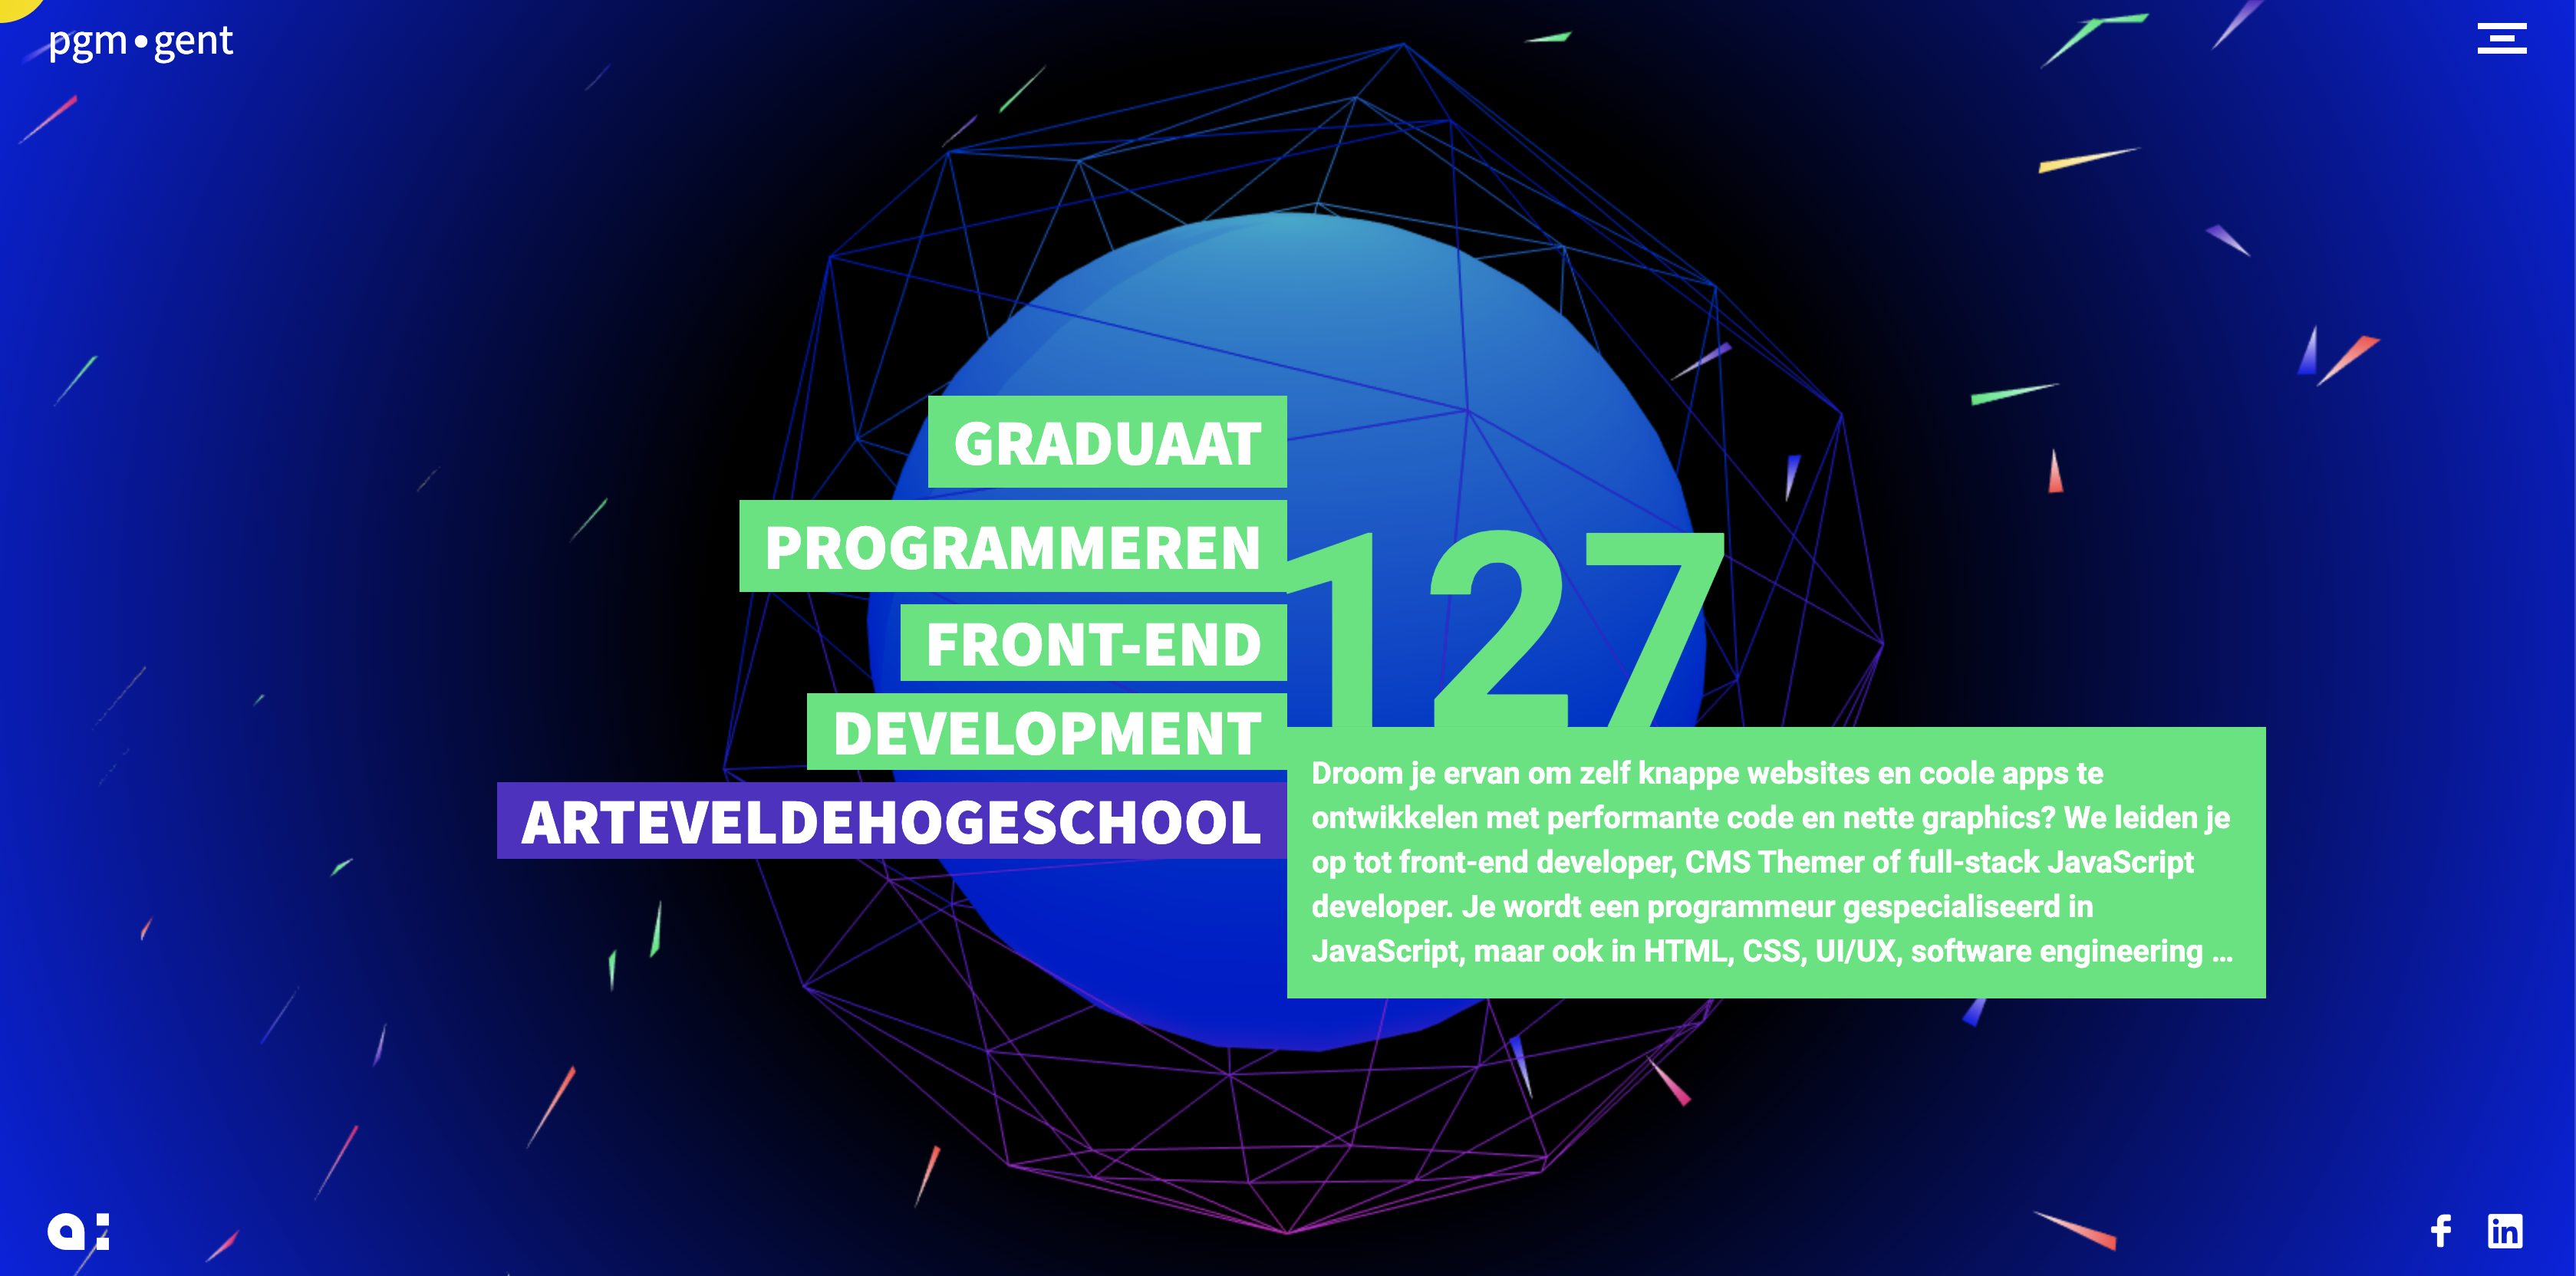 pgm•gent
GRADUAAT
PROGRAMMEREN
FRONT-END
DEVELOPMENT
ARTEVELDEHOGESCHOOL
127
Droom je ervan om zelf knappe websites en coole apps te
ontwikkelen met performante code en nette graphics? We leiden je
op tot front-end developer, CMS Themer of full-stack JavaScript
developer. Je wordt een programmeur gespecialiseerd in
JavaScript, maar ook in HTML, CSS, UI/UX, software engineering ...
a:
f in